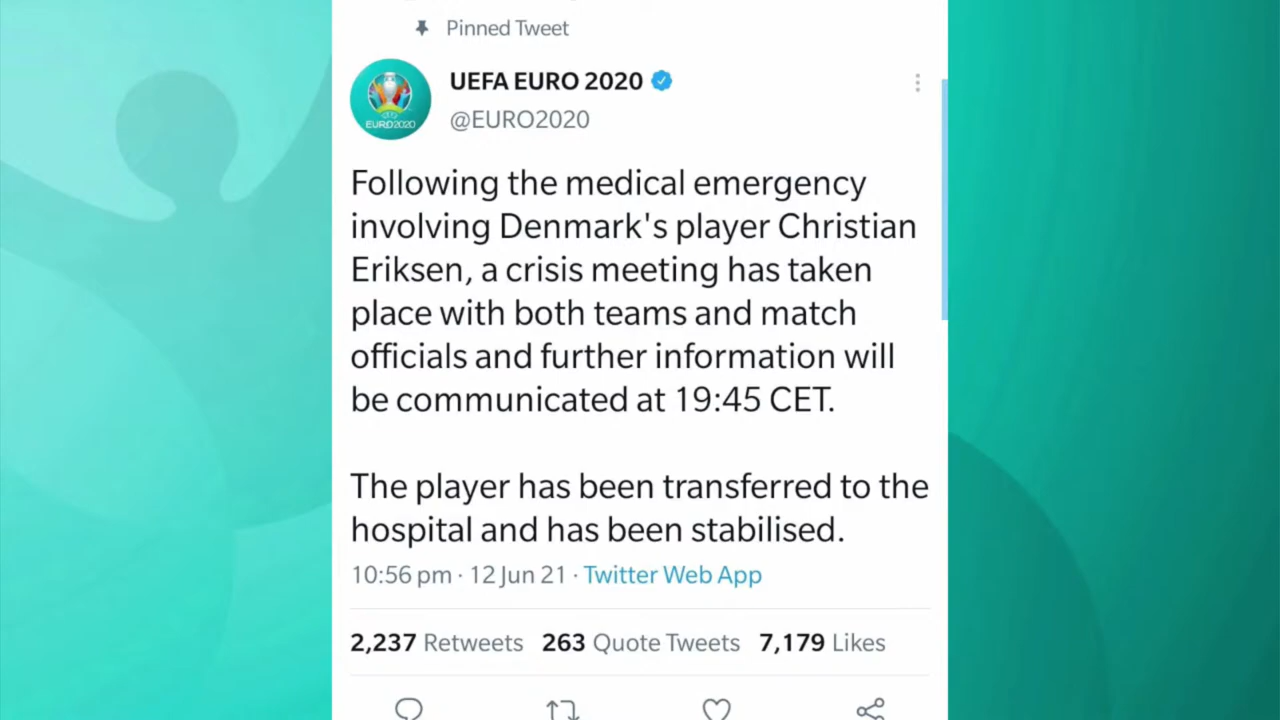 Pinned Tweet
UEFA EURO 2020
EURO2020
@EURO2020
Following the medical emergency
involving Denmark's player Christian
Eriksen, a crisis meeting has taken
place with both teams and match
officials and further information will
be communicated at 19:45 CET.
The player has been transferred to the
hospital and has been stabilised.
10:56 pm · 12 Jun 21 · Twitter Web App
2,237 Retweets 263 Quote Tweets 7,179 Likes